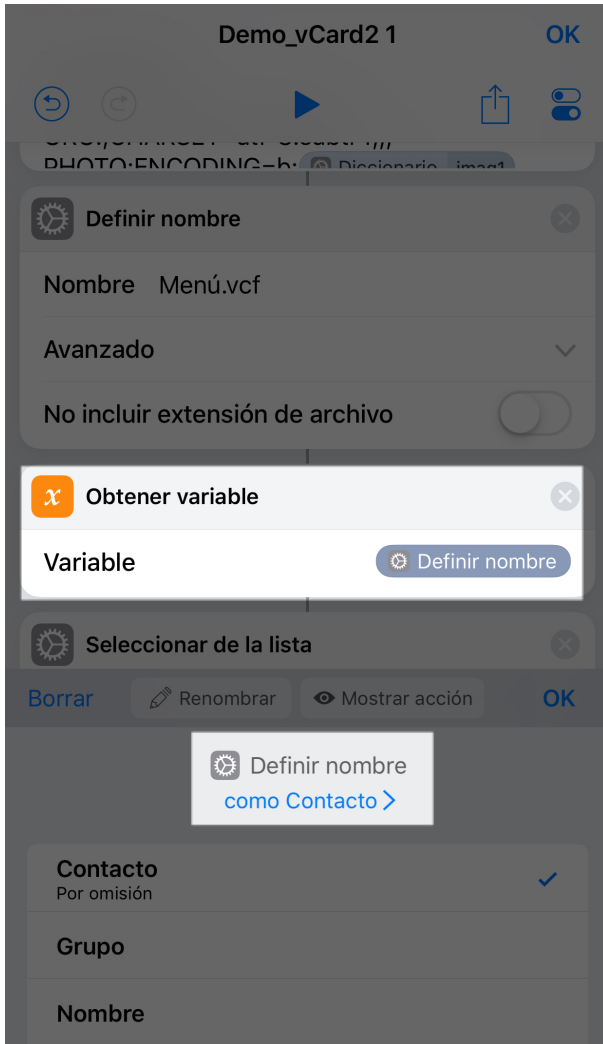 Demo_vCard2 1
OK
PHOTO;ENCODING=b: Diccionario imag1
Definir nombre
Nombre Menú.vcf
Avanzado
No incluir extensión de archivo
x Obtener variable
Variable Definir nombre
Seleccionar de la lista
Borrar Renombrar Mostrar acción OK
Definir nombre
como Contacto
Contacto
Por omisión
Grupo
Nombre